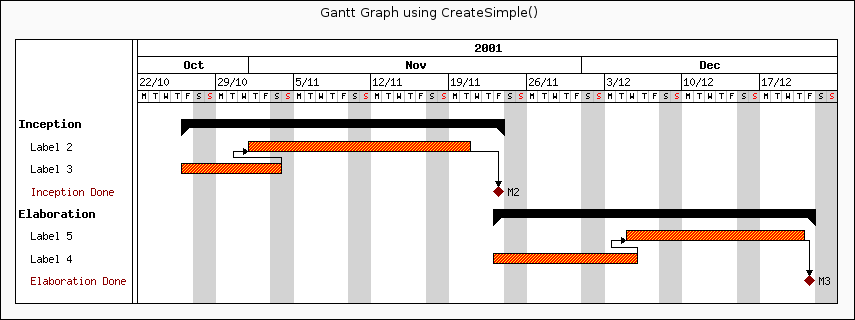 Gantt Graph using CreateSimple()
2001
Oct Nov Dec
22/10 29/10 5/11 12/11 19/11 26/11 3/12 10/12 17/12
M T W T F S S M T W T F S S M T W T F S S M T W T F S S M T W T F S S M T W T F S S M T W T F S S M T W T F S S M T W T F S S
Inception
Label 2
Label 3
Inception Done M2
Elaboration
Label 5
Label 4
Elaboration Done M3